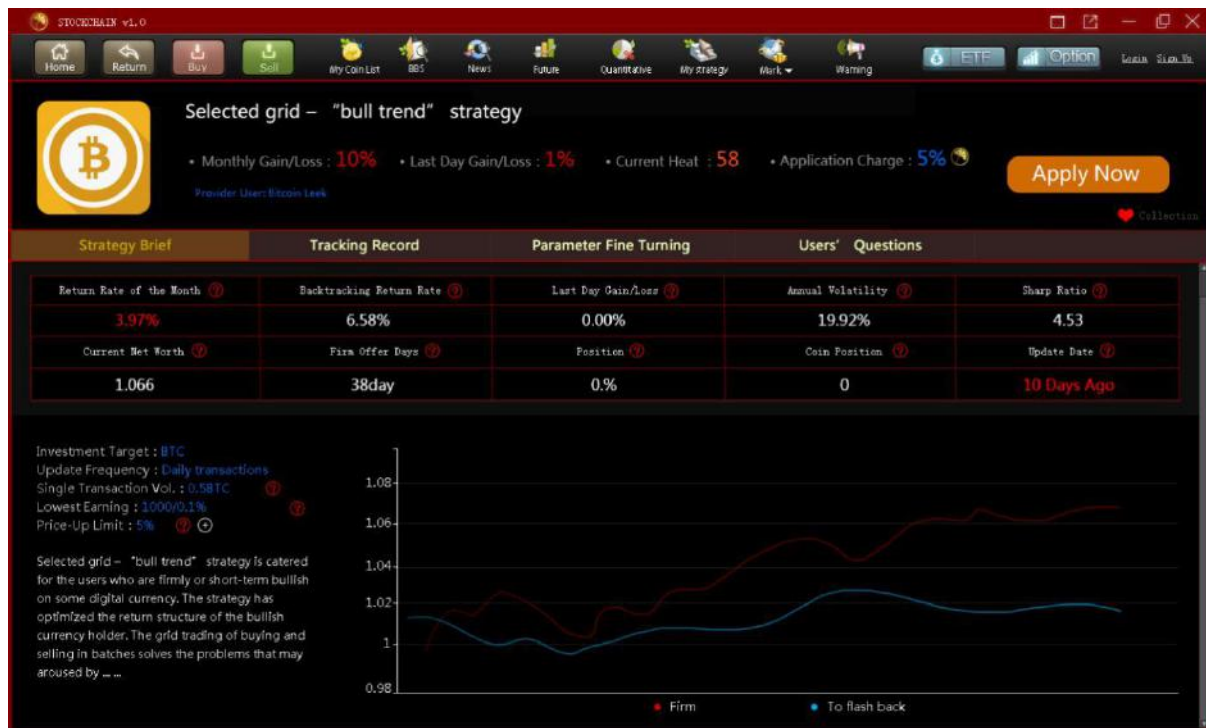 STOCKCHAIN v1.0
Home Return Buy Sell My Coin List BBS News Future Quantitative My strategy Mark Warning ETF Option Login Sign Up
Selected grid – “bull trend” strategy
• Monthly Gain/Loss : 10% • Last Day Gain/Loss : 1% • Current Heat : 58 • Application Charge : 5%
Provider User: Bitcoin Leek
Apply Now
Collection
Strategy Brief Tracking Record Parameter Fine Turning Users’ Questions
Return Rate of the Month ? Backtracking Return Rate ? Last Day Gain/Loss ? Annual Volatility ? Sharp Ratio ?
3.97% 6.58% 0.00% 19.92% 4.53
Current Net Worth ? Firm Offer Days ? Position ? Coin Position ? Update Date ?
1.066 38day 0.% 0 10 Days Ago
Investment Target : BTC
Update Frequency : Daily transactions
Single Transaction Vol. : 0.5BTC ?
Lowest Earning : 1000/0.1% ?
Price-Up Limit : 5% ?
Selected grid – “bull trend” strategy is catered
for the users who are firmly or short-term bullish
on some digital currency. The strategy has
optimized the return structure of the bullish
currency holder. The grid trading of buying and
selling in batches solves the problems that may
aroused by ... ...
1.08
1.06
1.04
1.02
1
0.98
Firm To flash back